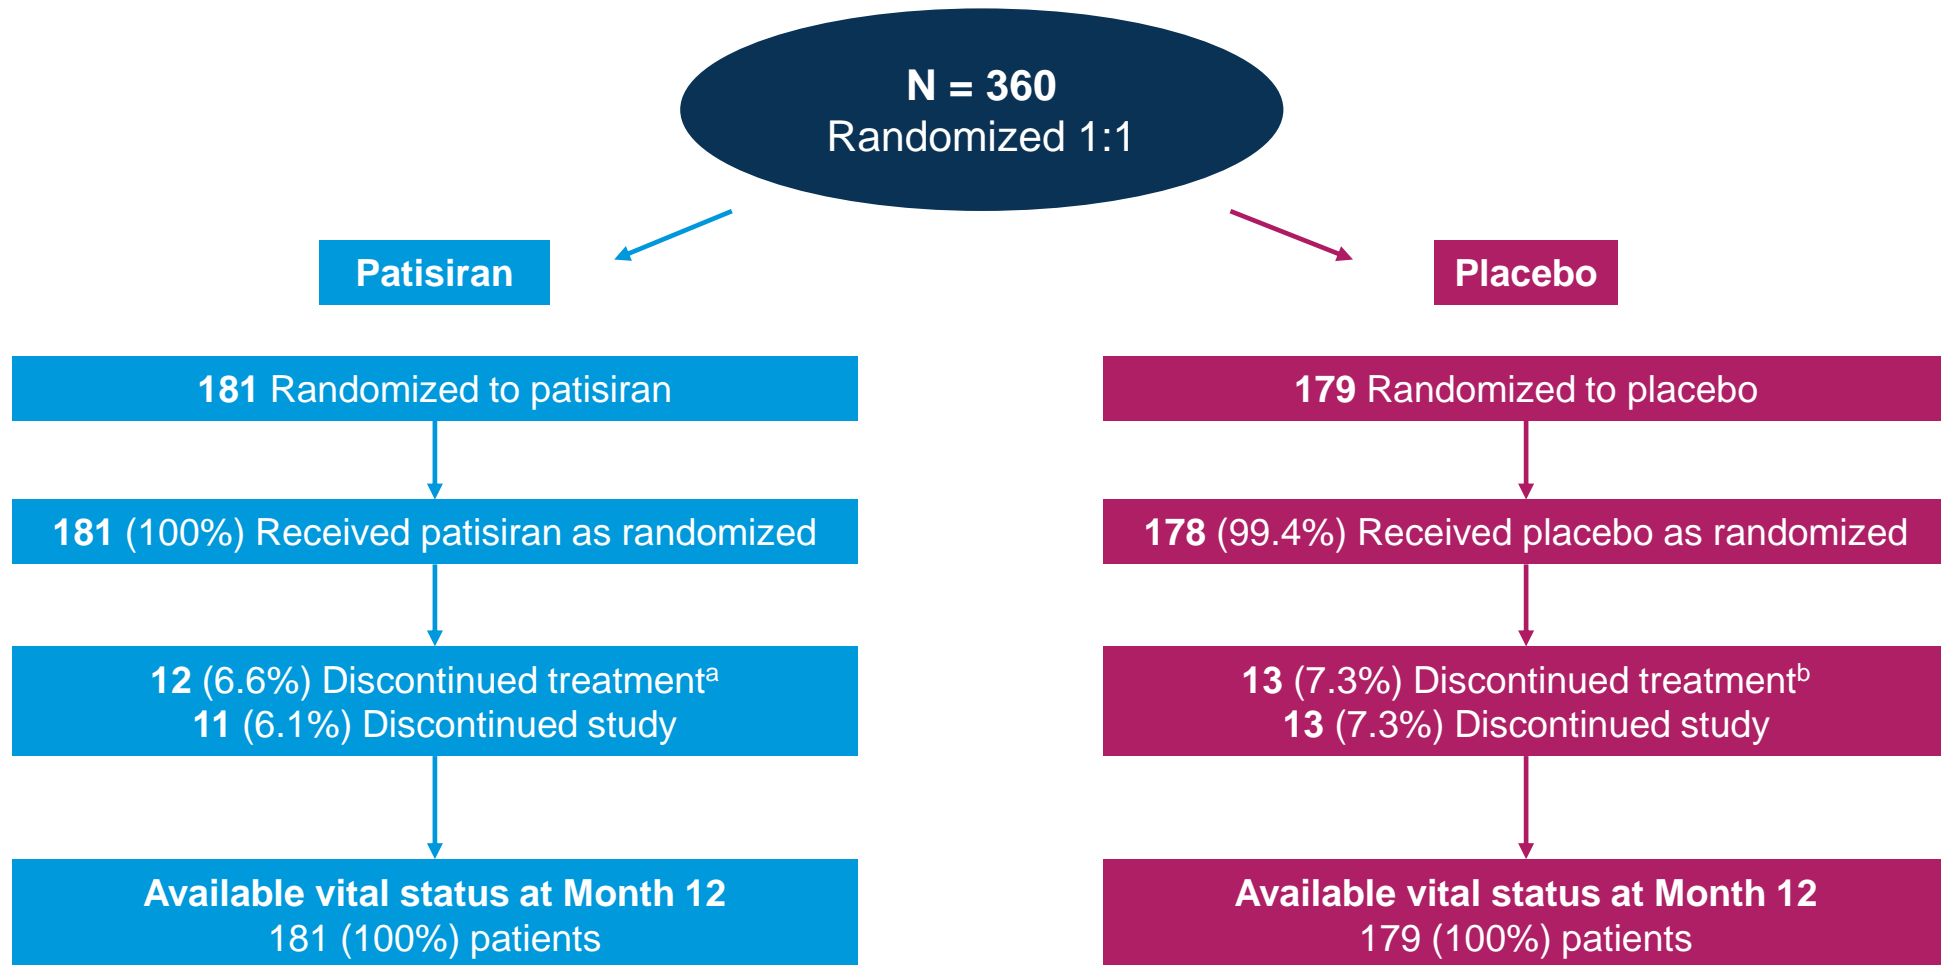 N = 360
Randomized 1:1
Patisiran
181 Randomized to patisiran
181 (100%) Received patisiran as randomized
12 (6.6%) Discontinued treatmentᵃ
11 (6.1%) Discontinued study
Available vital status at Month 12
181 (100%) patients
Placebo
179 Randomized to placebo
178 (99.4%) Received placebo as randomized
13 (7.3%) Discontinued treatmentᵇ
13 (7.3%) Discontinued study
Available vital status at Month 12
179 (100%) patients